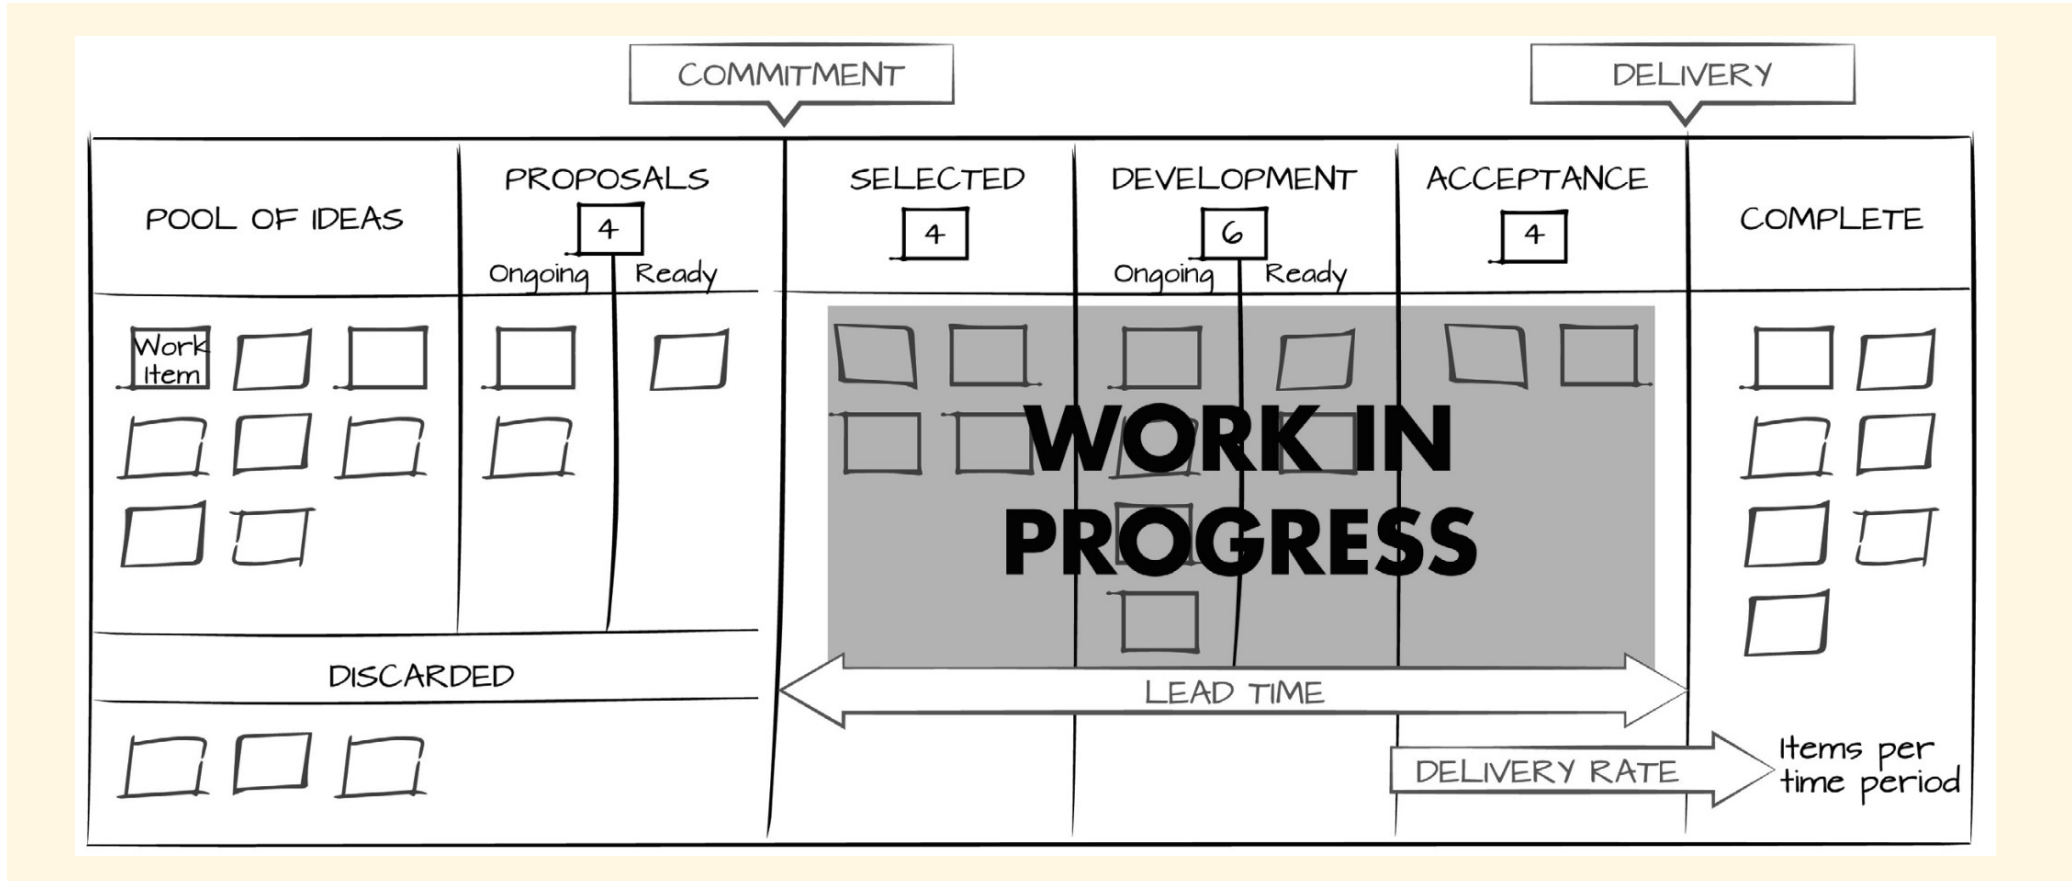 COMMITMENT
DELIVERY
POOL OF IDEAS
PROPOSALS
4
Ongoing
Ready
SELECTED
4
DEVELOPMENT
6
Ongoing
Ready
ACCEPTANCE
4
COMPLETE
Work
Item
WORK IN
PROGRESS
DISCARDED
LEAD TIME
DELIVERY RATE
Items per
time period